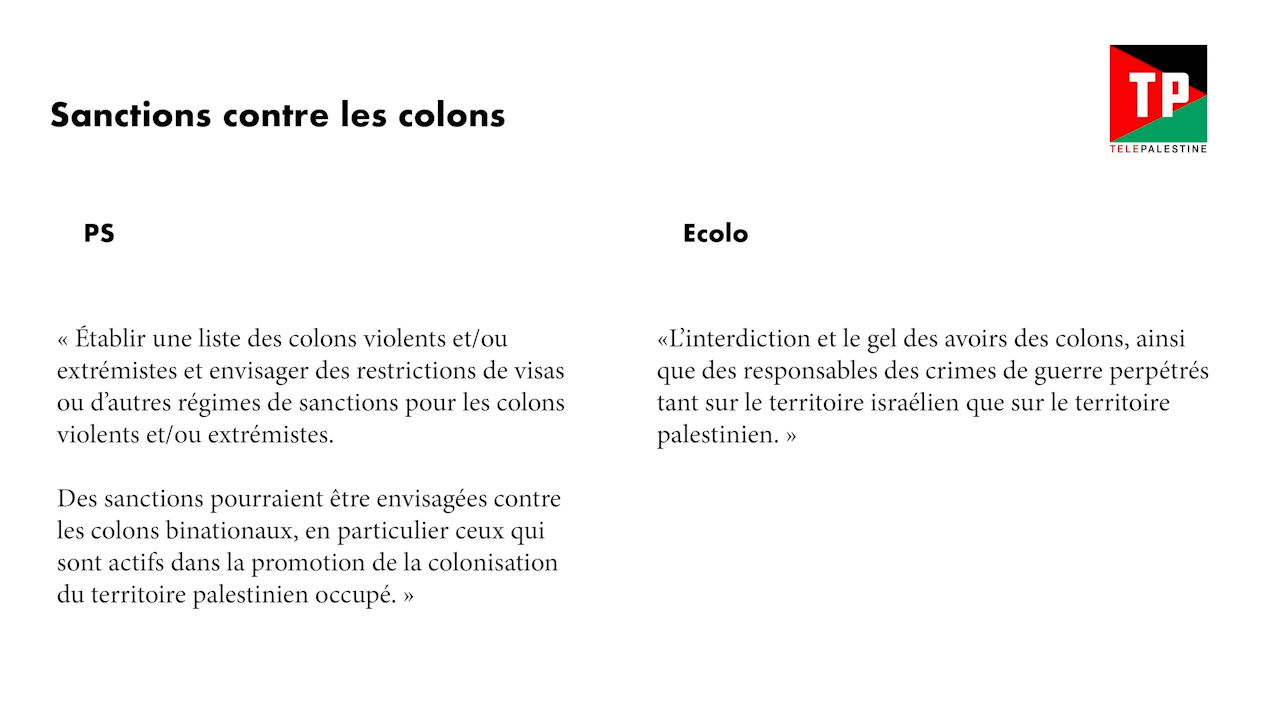 Sanctions contre les colons
TP
TELEPALESTINE
PS
« Établir une liste des colons violents et/ou
extrémistes et envisager des restrictions de visas
ou d’autres régimes de sanctions pour les colons
violents et/ou extrémistes.
Des sanctions pourraient être envisagées contre
les colons binationaux, en particulier ceux qui
sont actifs dans la promotion de la colonisation
du territoire palestinien occupé. »
Ecolo
«L’interdiction et le gel des avoirs des colons, ainsi
que des responsables des crimes de guerre perpétrés
tant sur le territoire israélien que sur le territoire
palestinien. »